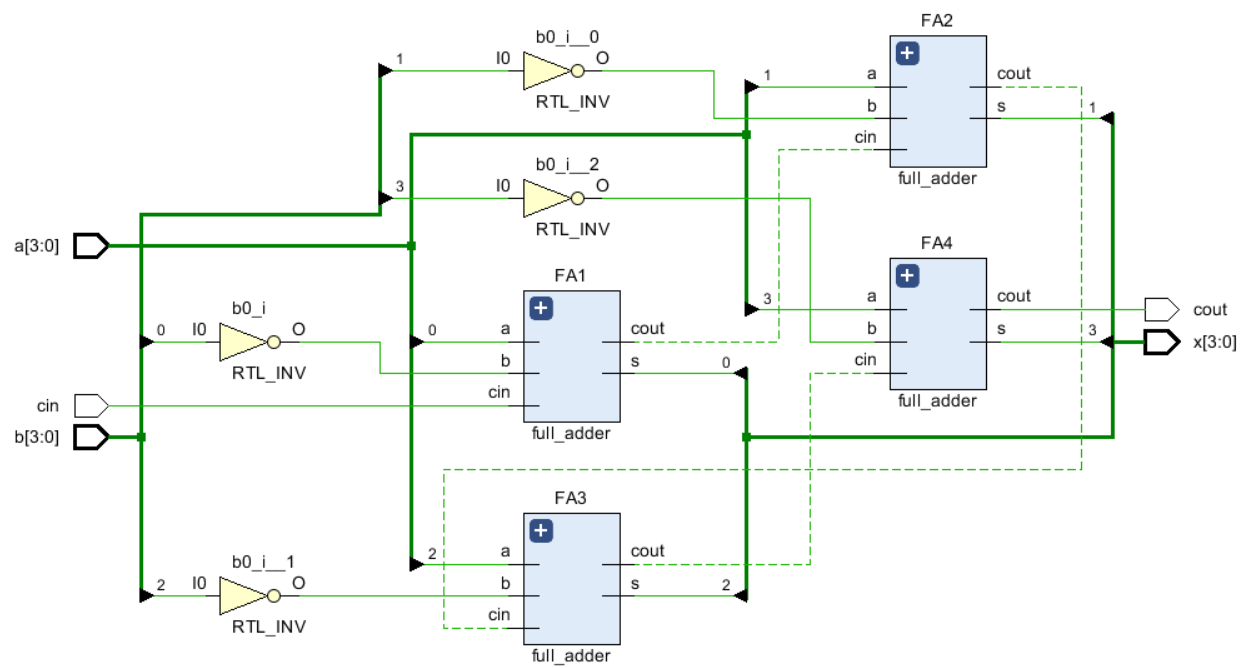 FA2
b0_i__0
1
I0
O
RTL_INV
a
1
b
cin
cout
s
1
full_adder
b0_i__2
3
I0
O
RTL_INV
a[3:0]
FA4
FA1
b0_i
0
I0
O
RTL_INV
0
a
b
cin
cout
s
0
full_adder
3
a
b
cin
cout
s
3
full_adder
cout
x[3:0]
cin
b[3:0]
FA3
b0_i__1
2
I0
O
RTL_INV
2
a
b
cin
cout
s
2
full_adder